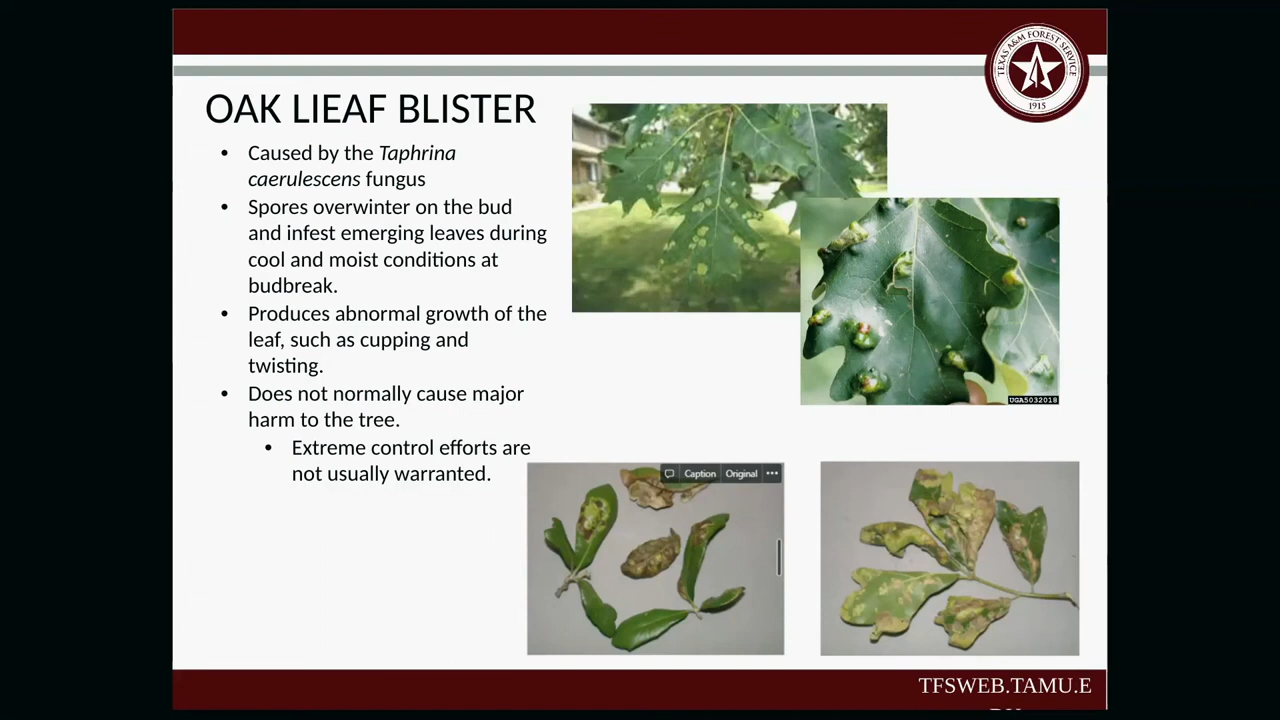 TEXAS A&M FOREST SERVICE
1915
OAK LIEAF BLISTER
• Caused by the Taphrina
caerulescens fungus
• Spores overwinter on the bud
and infest emerging leaves during
cool and moist conditions at
budbreak.
• Produces abnormal growth of the
leaf, such as cupping and
twisting.
• Does not normally cause major
harm to the tree.
• Extreme control efforts are
not usually warranted.
UGA5032018
Caption Original
TFSWEB.TAMU.E